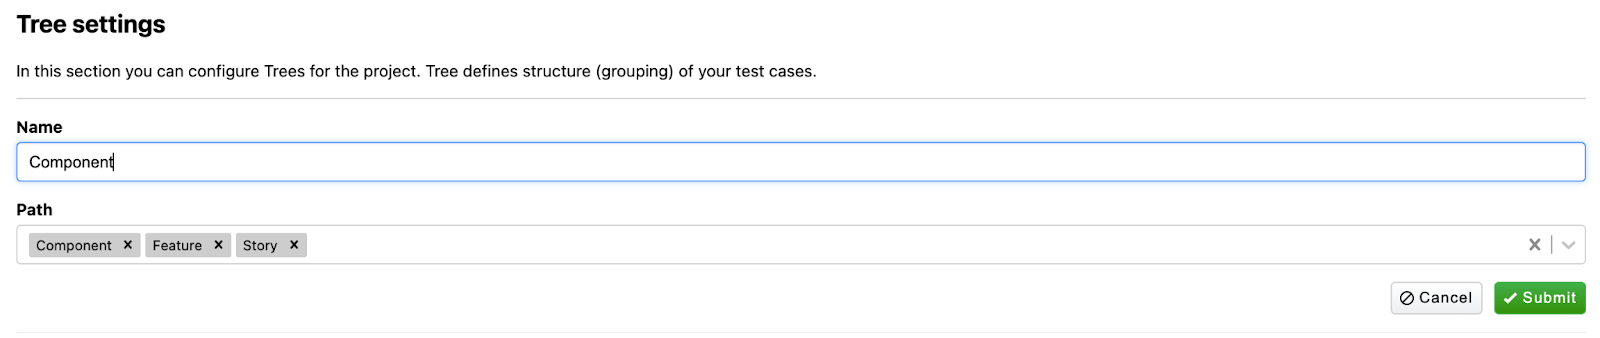 Tree settings
In this section you can configure Trees for the project. Tree defines structure (grouping) of your test cases.
Name
Component
Path
Component Feature Story
Cancel Submit